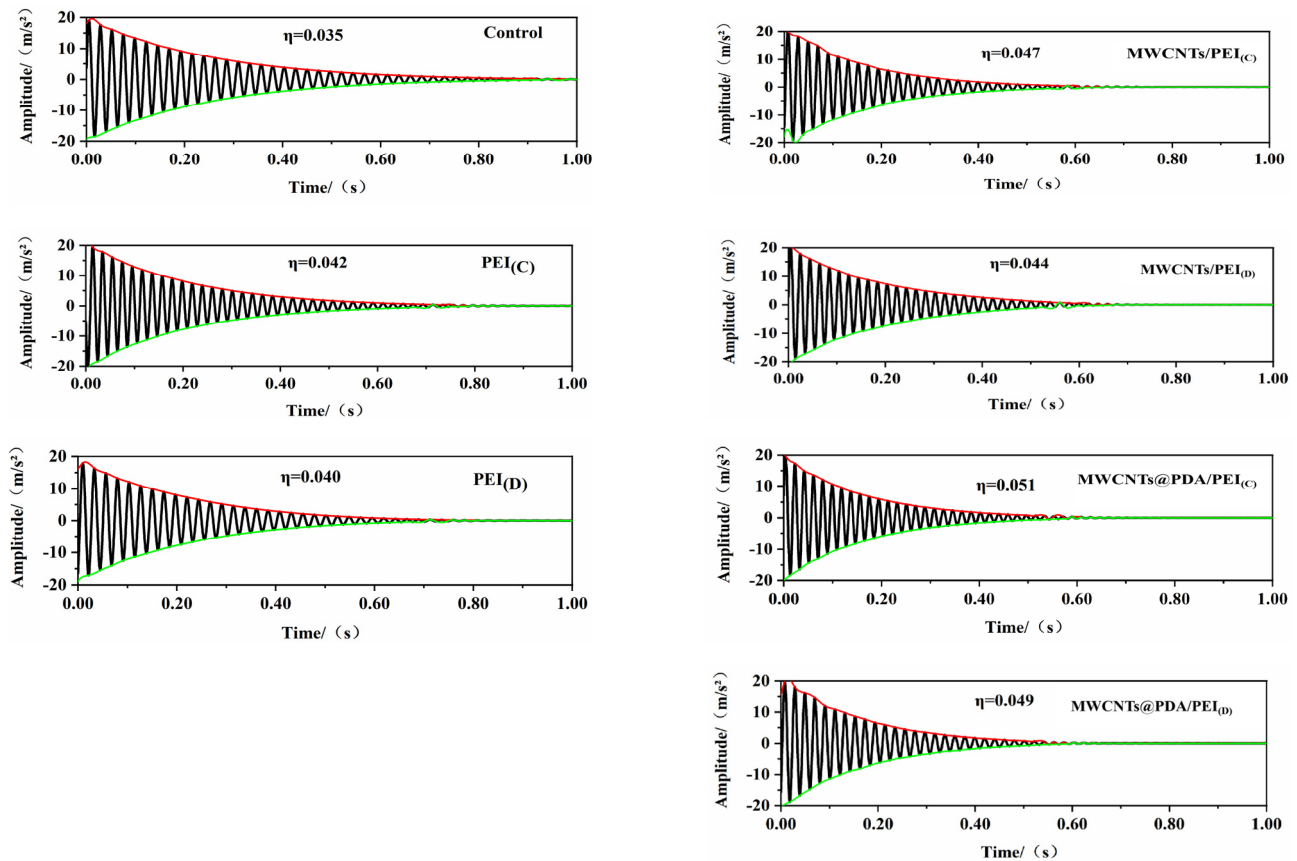 η=0.035
Control
Amplitude/（m/s²）
20
10
0
-10
-20
0.00 0.20 0.40 0.60 0.80 1.00
Time/（s）
η=0.047
MWCNTs/PEI(C)
Amplitude/（m/s²）
20
10
0
-10
-20
0.00 0.20 0.40 0.60 0.80 1.00
Time/（s）
η=0.042
PEI(C)
Amplitude/（m/s²）
20
10
0
-10
-20
0.00 0.20 0.40 0.60 0.80 1.00
Time/（s）
η=0.044
MWCNTs/PEI(D)
Amplitude/（m/s²）
20
10
0
-10
-20
0.00 0.20 0.40 0.60 0.80 1.00
Time/（s）
η=0.040
PEI(D)
Amplitude/（m/s²）
20
10
0
-10
-20
0.00 0.20 0.40 0.60 0.80 1.00
Time/（s）
η=0.051
MWCNTs@PDA/PEI(C)
Amplitude/（m/s²）
20
10
0
-10
-20
0.00 0.20 0.40 0.60 0.80 1.00
Time/（s）
η=0.049
MWCNTs@PDA/PEI(D)
Amplitude/（m/s²）
20
10
0
-10
-20
0.00 0.20 0.40 0.60 0.80 1.00
Time/（s）